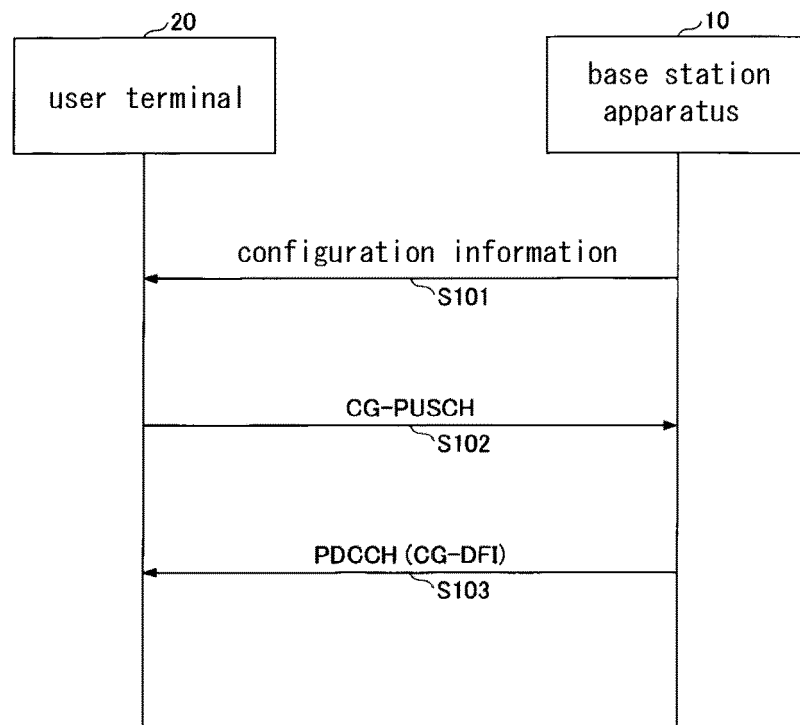 20
user terminal
10
base station
apparatus
configuration information
S101
CG-PUSCH
S102
PDCCH (CG-DFI)
S103